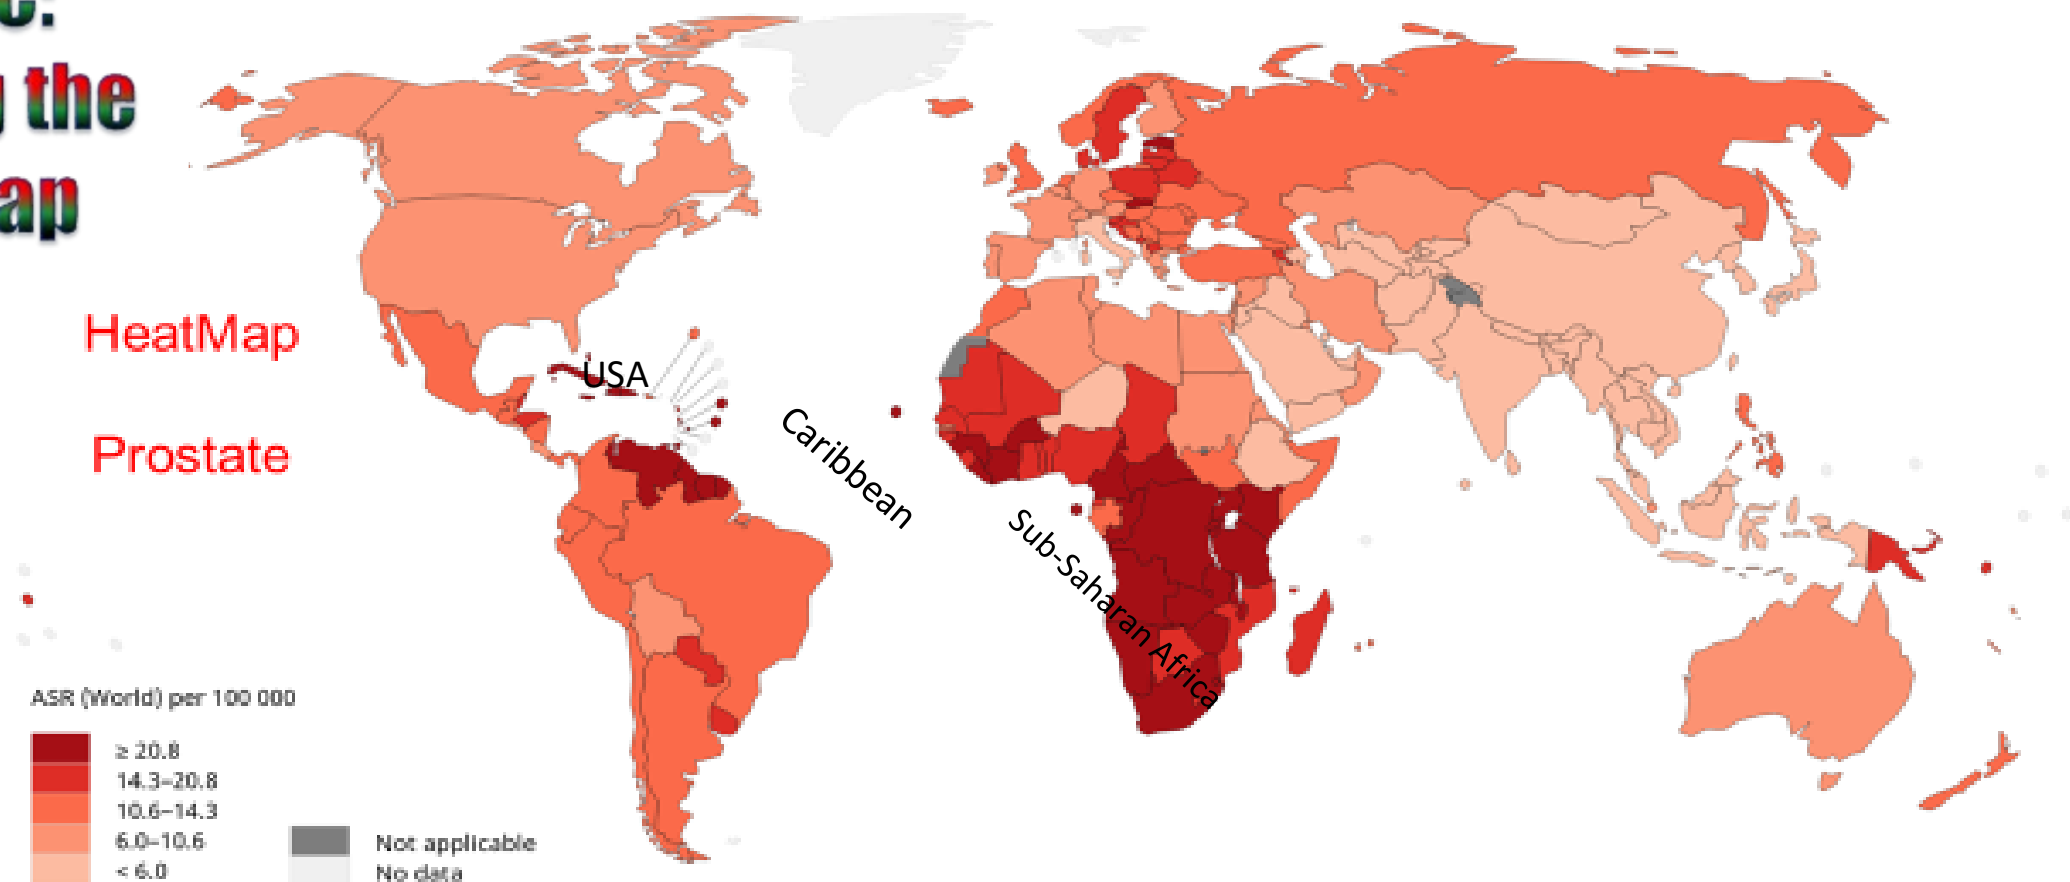 e:
g the
ap
HeatMap
Prostate
USA
Caribbean
Sub-Saharan Africa
ASR (World) per 100 000
≥ 20.8
14.3–20.8
10.6–14.3
6.0–10.6
< 6.0
Not applicable
No data